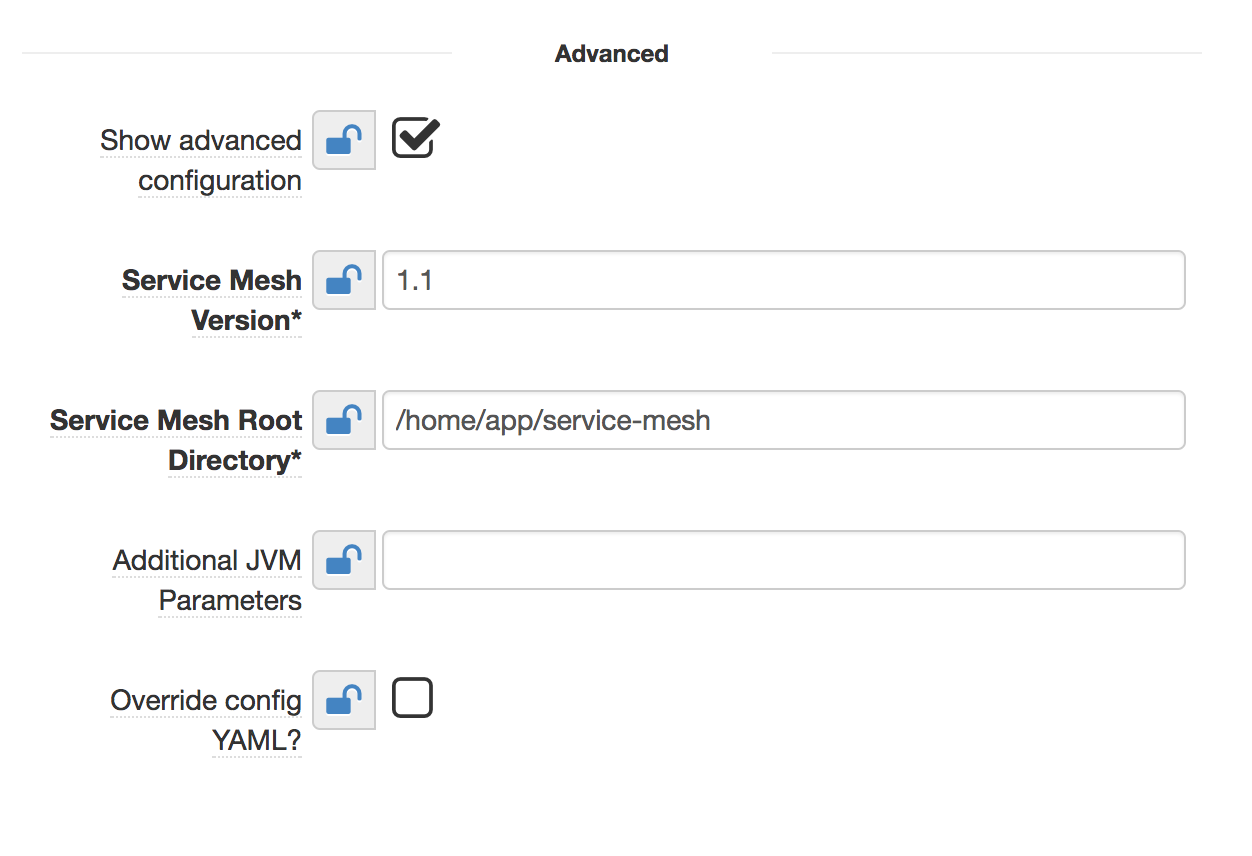 Advanced
Show advanced
configuration
Service Mesh
Version*
1.1
Service Mesh Root
Directory*
/home/app/service-mesh
Additional JVM
Parameters
Override config
YAML?